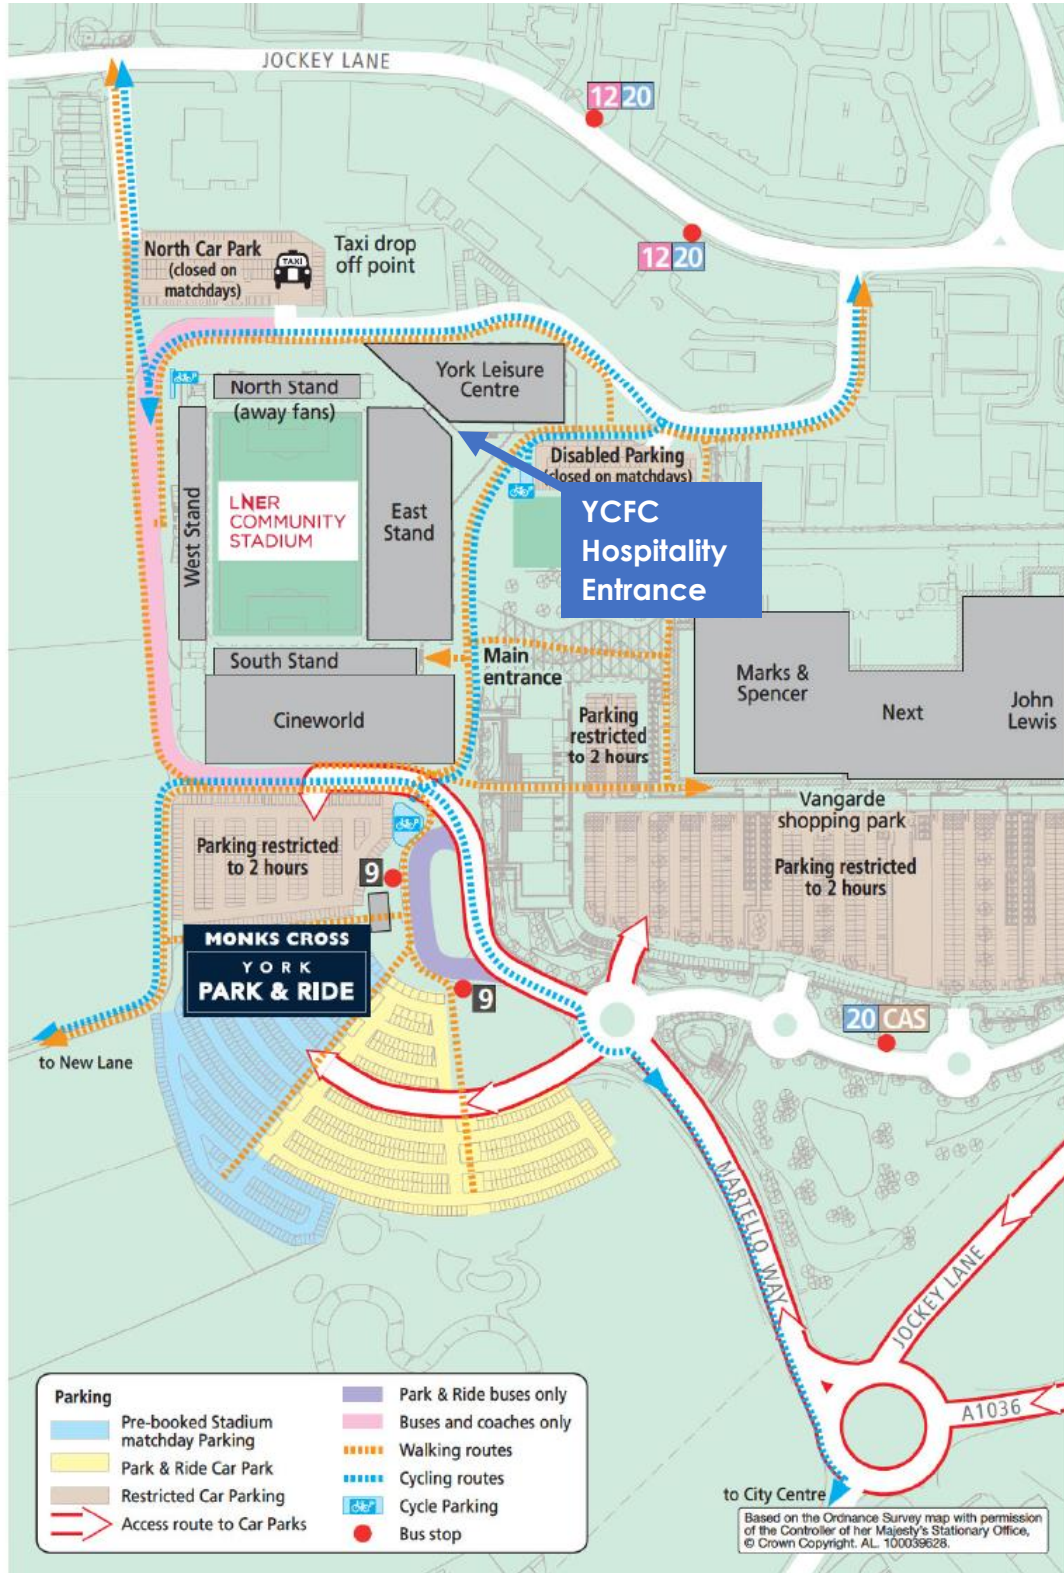 JOCKEY LANE
12 20
12 20
North Car Park
(closed on
matchdays)
TAXI
Taxi drop
off point
York Leisure
Centre
North Stand
(away fans)
Disabled Parking
(closed on matchdays)
YCFC
Hospitality
Entrance
LNER
COMMUNITY
STADIUM
West Stand
East
Stand
South Stand
Main
entrance
Cineworld
Marks &
Spencer
Next
John
Lewis
Parking
restricted
to 2 hours
Vangarde
shopping park
Parking restricted
to 2 hours
Parking restricted
to 2 hours
9
MONKS CROSS
YORK
PARK & RIDE
9
20 CAS
to New Lane
MARTELLO WAY
JOCKEY LANE
A1036
to City Centre
Parking
Pre-booked Stadium
matchday Parking
Park & Ride Car Park
Restricted Car Parking
Access route to Car Parks
Park & Ride buses only
Buses and coaches only
Walking routes
Cycling routes
Cycle Parking
Bus stop
Based on the Ordnance Survey map with permission
of the Controller of her Majesty's Stationary Office,
© Crown Copyright. AL. 100039628.